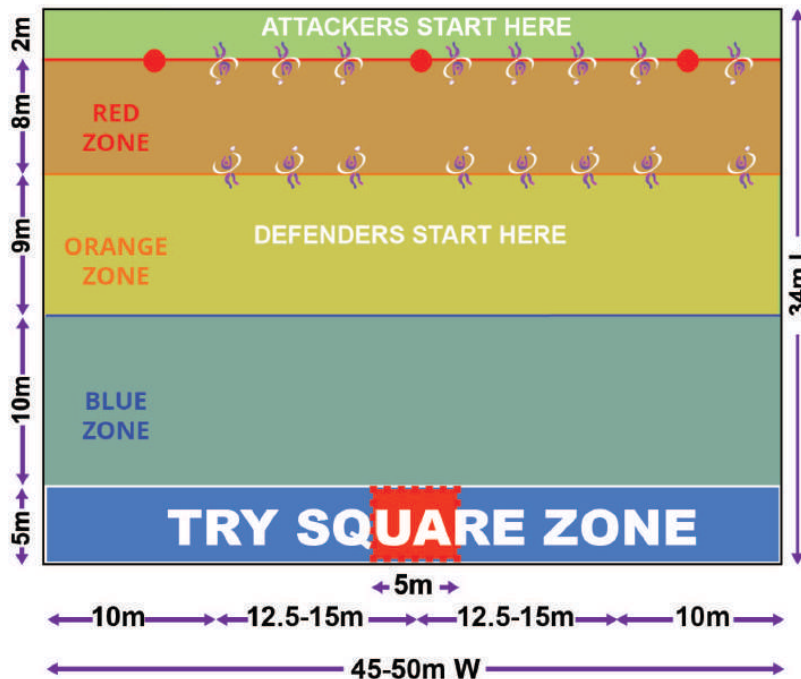 ATTACKERS START HERE
2m
8m
RED
ZONE
9m
DEFENDERS START HERE
ORANGE
ZONE
34m L
10m
BLUE
ZONE
5m
TRY SQUARE ZONE
5m
10m
12.5-15m
12.5-15m
10m
45-50m W